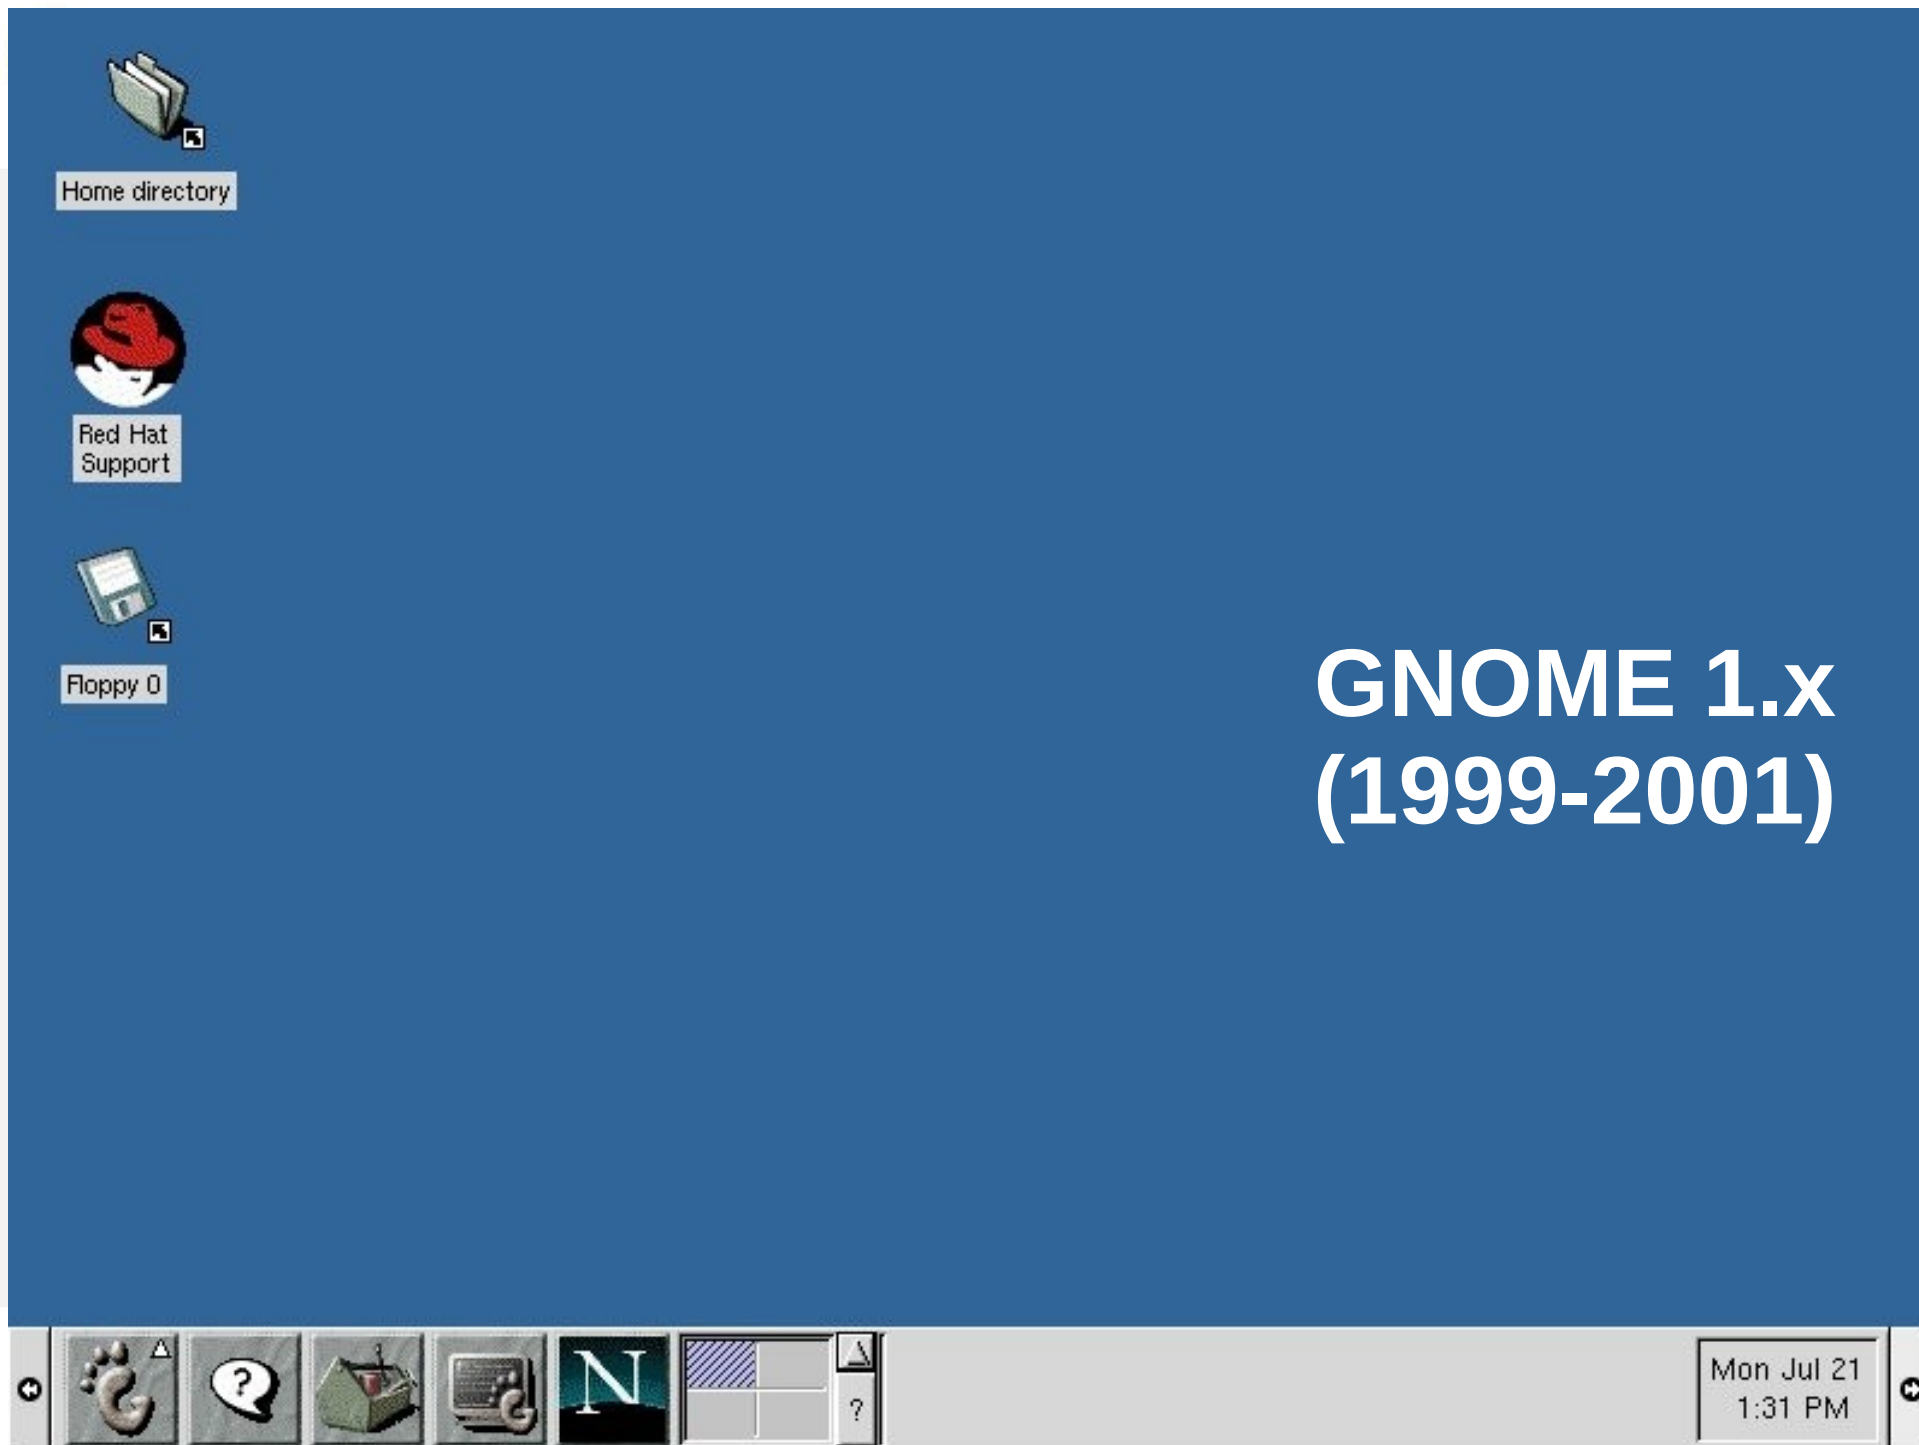 Home directory
Red Hat
Support
Floppy 0
GNOME 1.x
(1999-2001)
?
N
?
Mon Jul 21
1:31 PM